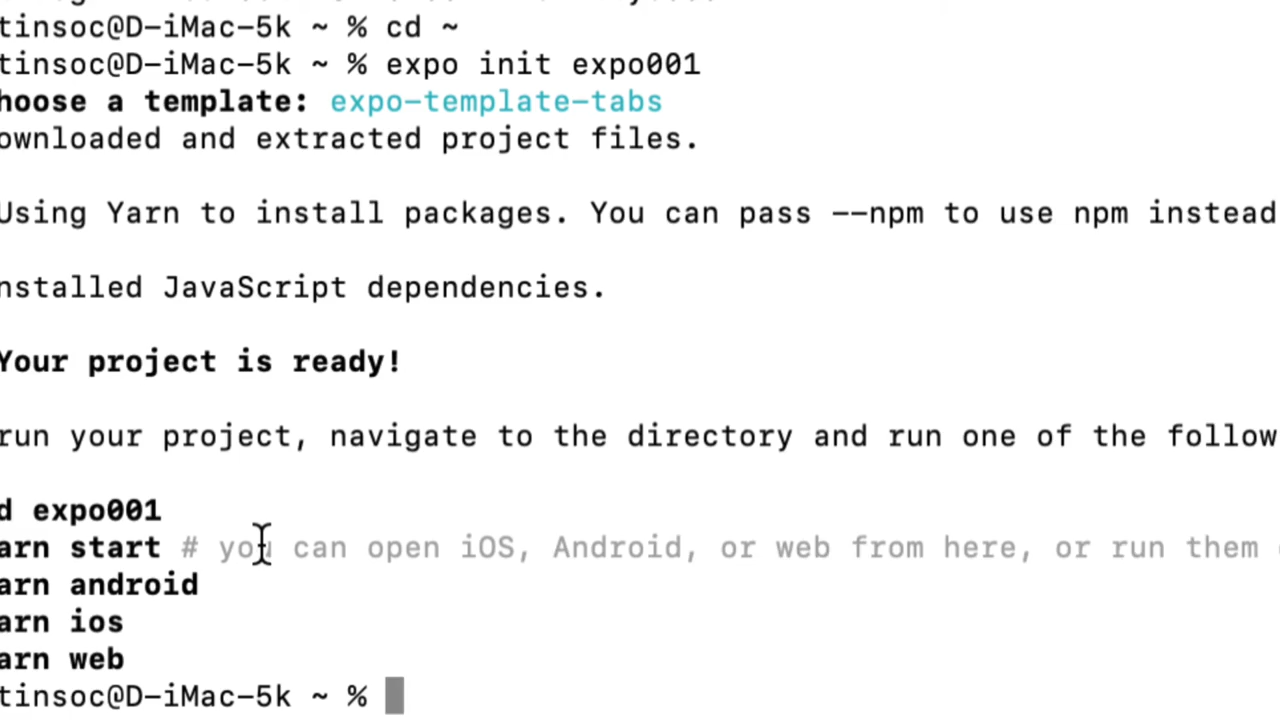 tinsoc@D-iMac-5k ~ % cd ~
tinsoc@D-iMac-5k ~ % expo init expo001
hoose a template: expo-template-tabs
ownloaded and extracted project files.
Using Yarn to install packages. You can pass --npm to use npm instead
nstalled JavaScript dependencies.
Your project is ready!
run your project, navigate to the directory and run one of the follow
d expo001
arn start # you can open iOS, Android, or web from here, or run them
arn android
arn ios
arn web
tinsoc@D-iMac-5k ~ %